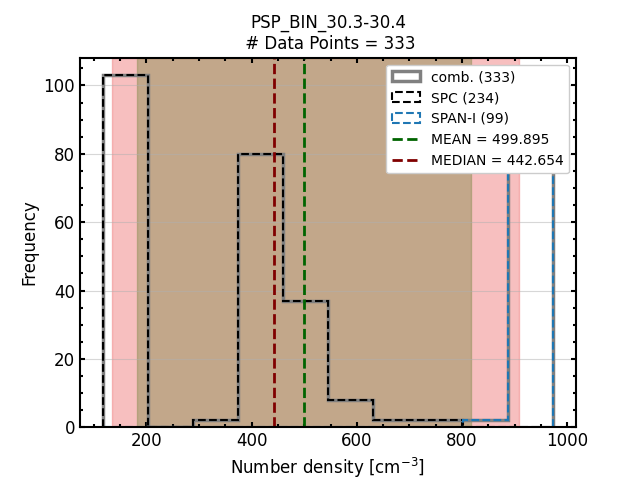 PSP_BIN_30.3-30.4
# Data Points = 333
comb. (333)
SPC (234)
SPAN-I (99)
MEAN = 499.895
MEDIAN = 442.654
100
80
60
40
20
0
Frequency
200 400 600 800 1000
Number density [cm⁻³]